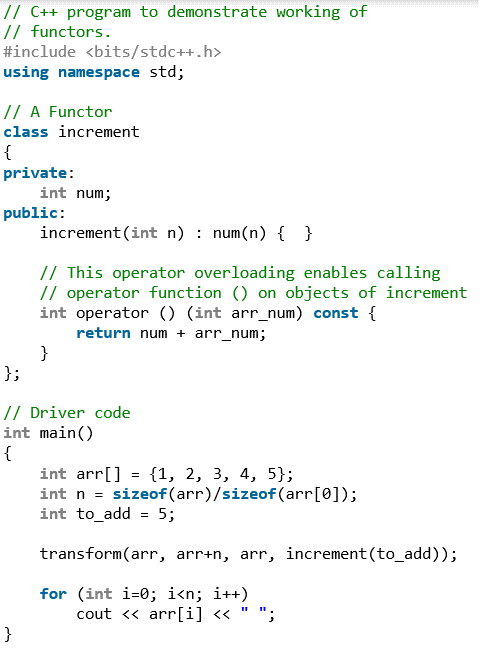 // C++ program to demonstrate working of
// functors.
#include <bits/stdc++.h>
using namespace std;

// A Functor
class increment
{
private:
    int num;
public:
    increment(int n) : num(n) {  }

    // This operator overloading enables calling
    // operator function () on objects of increment
    int operator () (int arr_num) const {
        return num + arr_num;
    }
};

// Driver code
int main()
{
    int arr[] = {1, 2, 3, 4, 5};
    int n = sizeof(arr)/sizeof(arr[0]);
    int to_add = 5;

    transform(arr, arr+n, arr, increment(to_add));

    for (int i=0; i<n; i++)
        cout << arr[i] << " ";
}